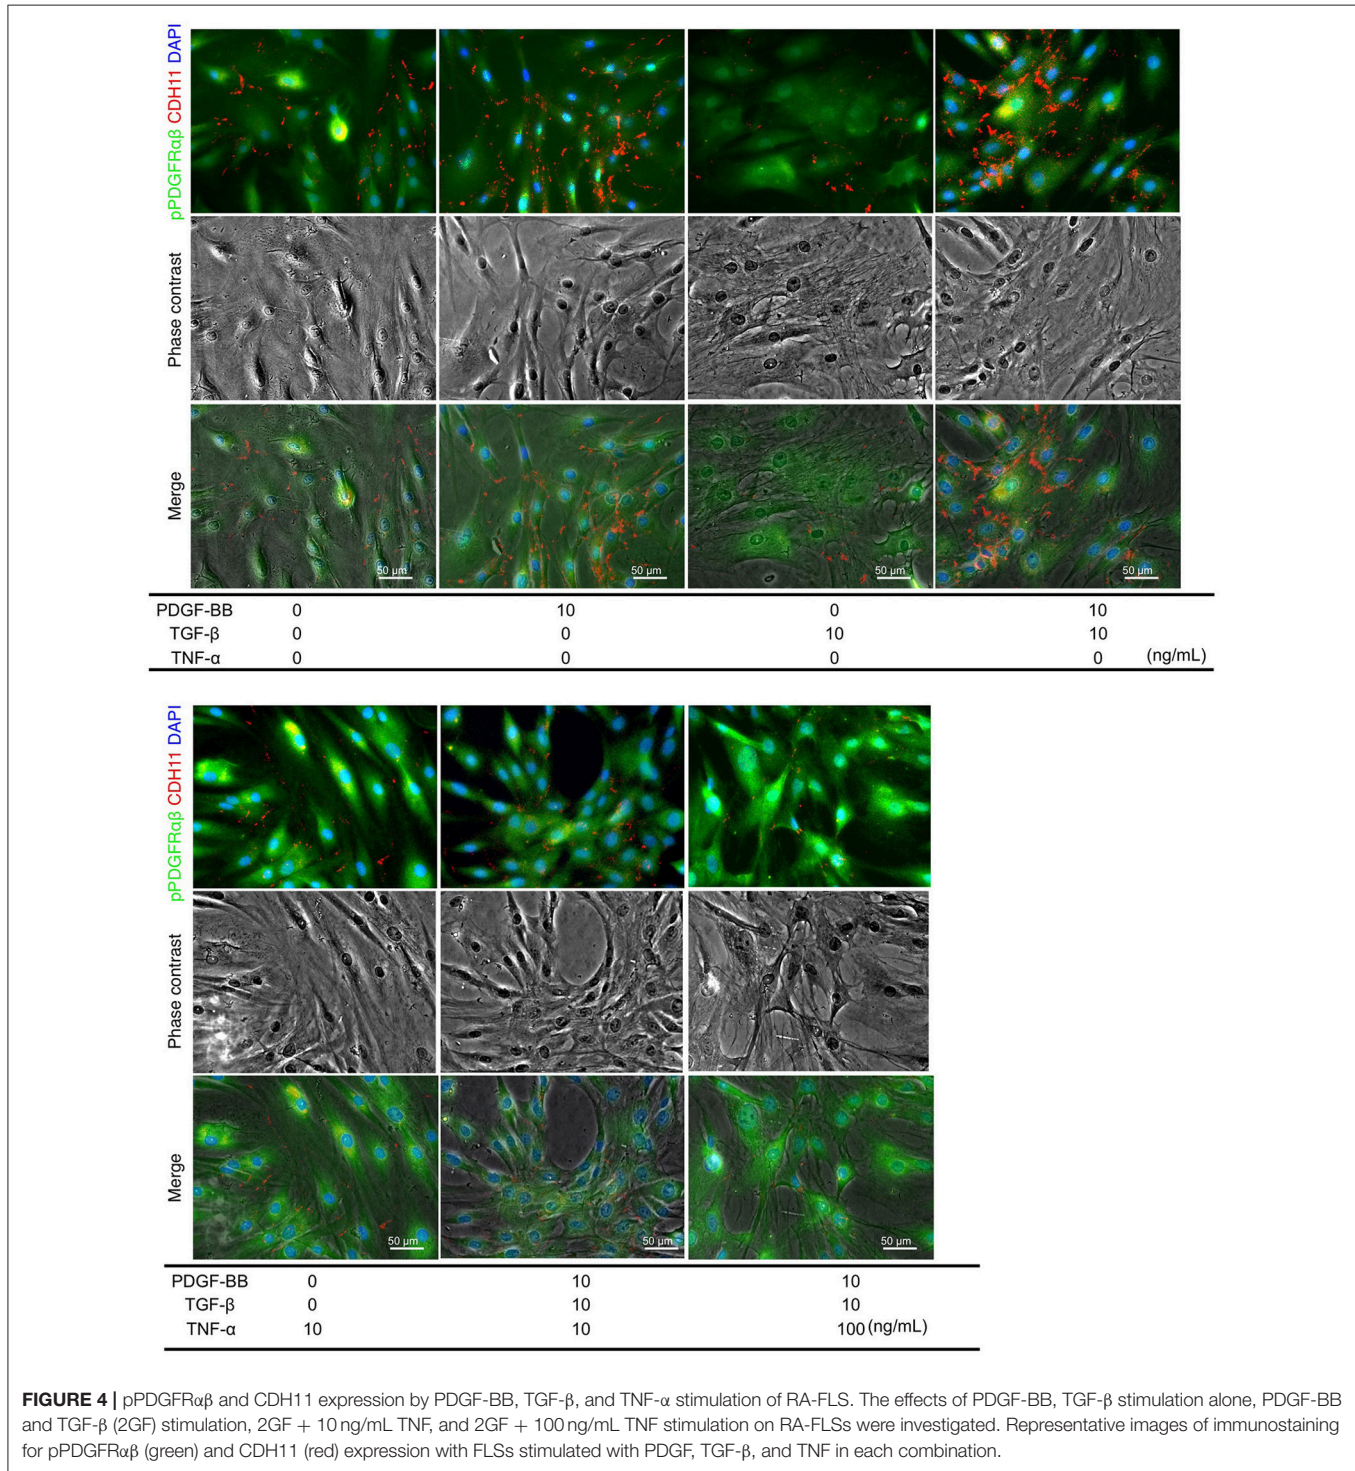 pPDGFRαβ CDH11 DAPI
Phase contrast
Merge
50 µm 50 µm 50 µm 50 µm
PDGF-BB 0 10 0 10
TGF-β 0 0 10 10
TNF-α 0 0 0 0 (ng/mL)
pPDGFRαβ CDH11 DAPI
Phase contrast
Merge
50 µm 50 µm 50 µm
PDGF-BB 0 10 10
TGF-β 0 10 10
TNF-α 10 10 100 (ng/mL)
FIGURE 4 | pPDGFRαβ and CDH11 expression by PDGF-BB, TGF-β, and TNF-α stimulation of RA-FLS. The effects of PDGF-BB, TGF-β stimulation alone, PDGF-BB
and TGF-β (2GF) stimulation, 2GF + 10 ng/mL TNF, and 2GF + 100 ng/mL TNF stimulation on RA-FLSs were investigated. Representative images of immunostaining
for pPDGFRαβ (green) and CDH11 (red) expression with FLSs stimulated with PDGF, TGF-β, and TNF in each combination.